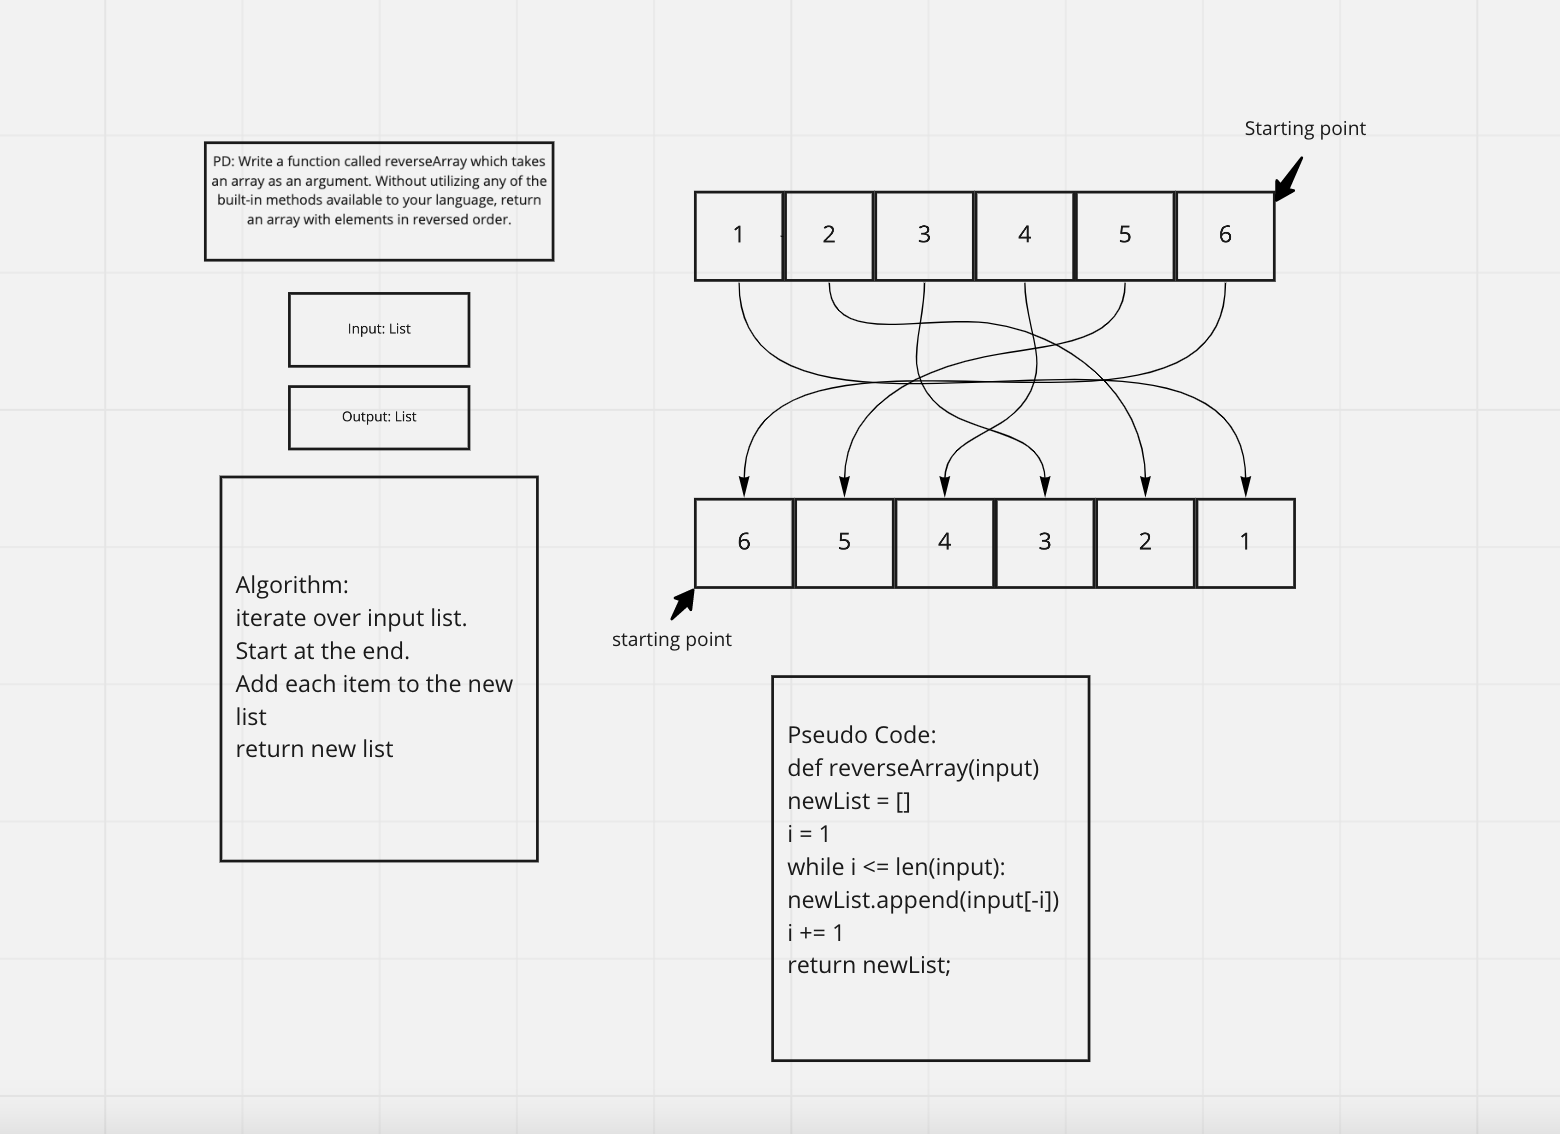 PD: Write a function called reverseArray which takes
an array as an argument. Without utilizing any of the
built-in methods available to your language, return
an array with elements in reversed order.
Input: List
Output: List
Algorithm:
iterate over input list.
Start at the end.
Add each item to the new
list
return new list
Starting point
1 2 3 4 5 6
6 5 4 3 2 1
starting point
Pseudo Code:
def reverseArray(input)
newList = []
i = 1
while i <= len(input):
newList.append(input[-i])
i += 1
return newList;